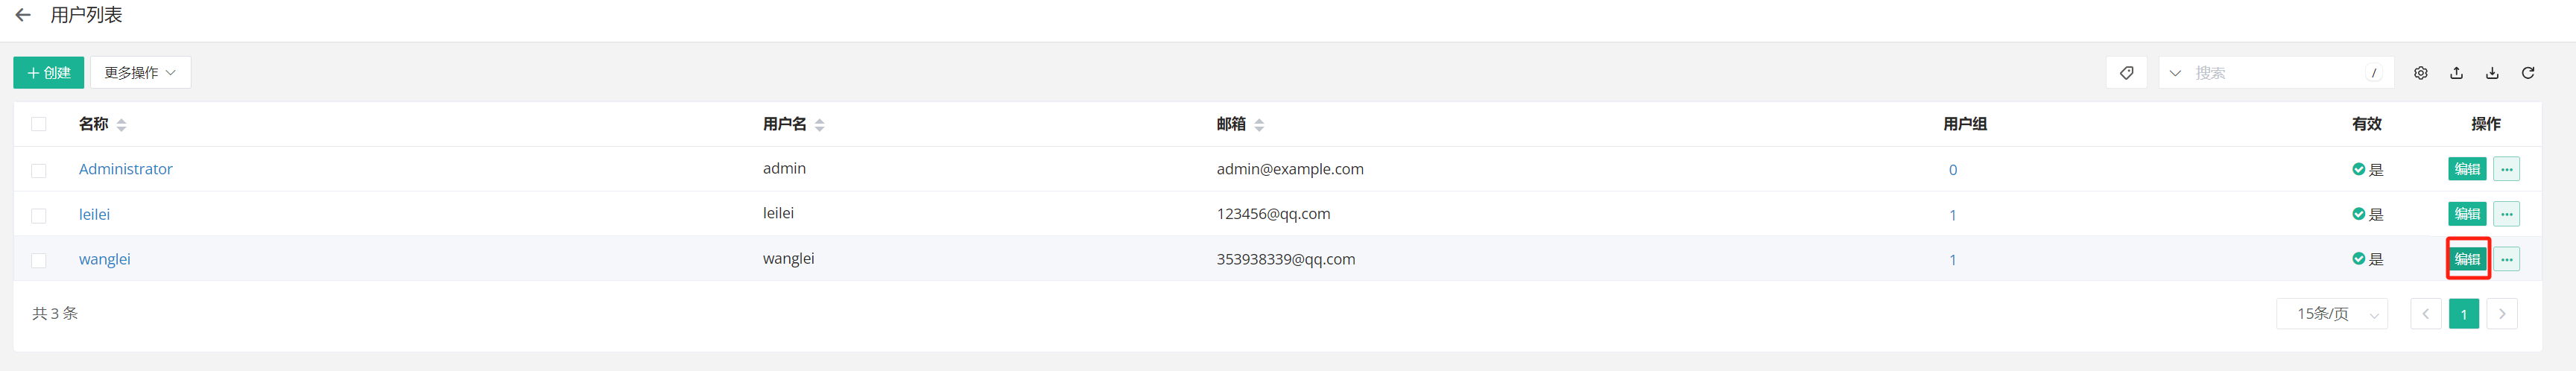 用户列表
创建 更多操作 搜索 /
名称 用户名 邮箱 用户组 有效 操作
Administrator admin admin@example.com 0 是 编辑 ···
leilei leilei 123456@qq.com 1 是 编辑 ···
wanglei wanglei 353938339@qq.com 1 是 编辑 ···
共 3 条 15条/页 1